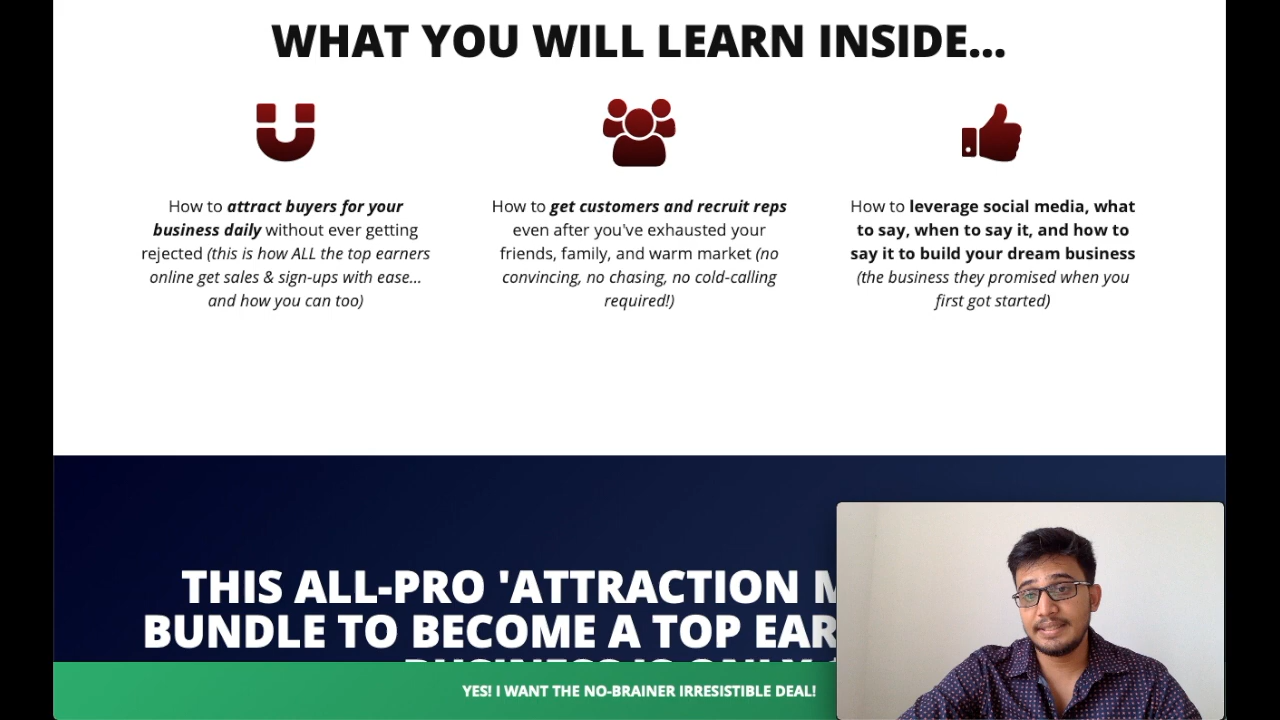 WHAT YOU WILL LEARN INSIDE...
How to attract buyers for your
business daily without ever getting
rejected (this is how ALL the top earners
online get sales & sign-ups with ease...
and how you can too)
How to get customers and recruit reps
even after you've exhausted your
friends, family, and warm market (no
convincing, no chasing, no cold-calling
required!)
How to leverage social media, what
to say, when to say it, and how to
say it to build your dream business
(the business they promised when you
first got started)
THIS ALL-PRO 'ATTRACTION
BUNDLE TO BECOME A TOP
YES! I WANT THE NO-BRAINER IRRESISTIBLE DEAL!